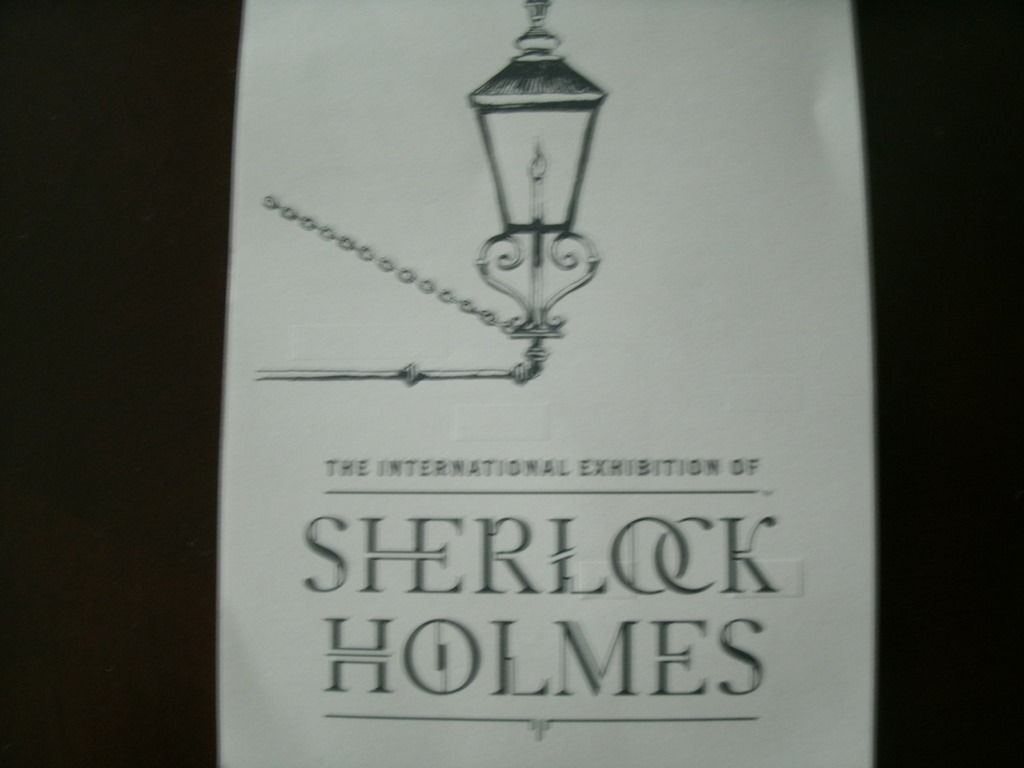 THE INTERNATIONAL EXHIBITION OF
SHERLOCK
HOLMES